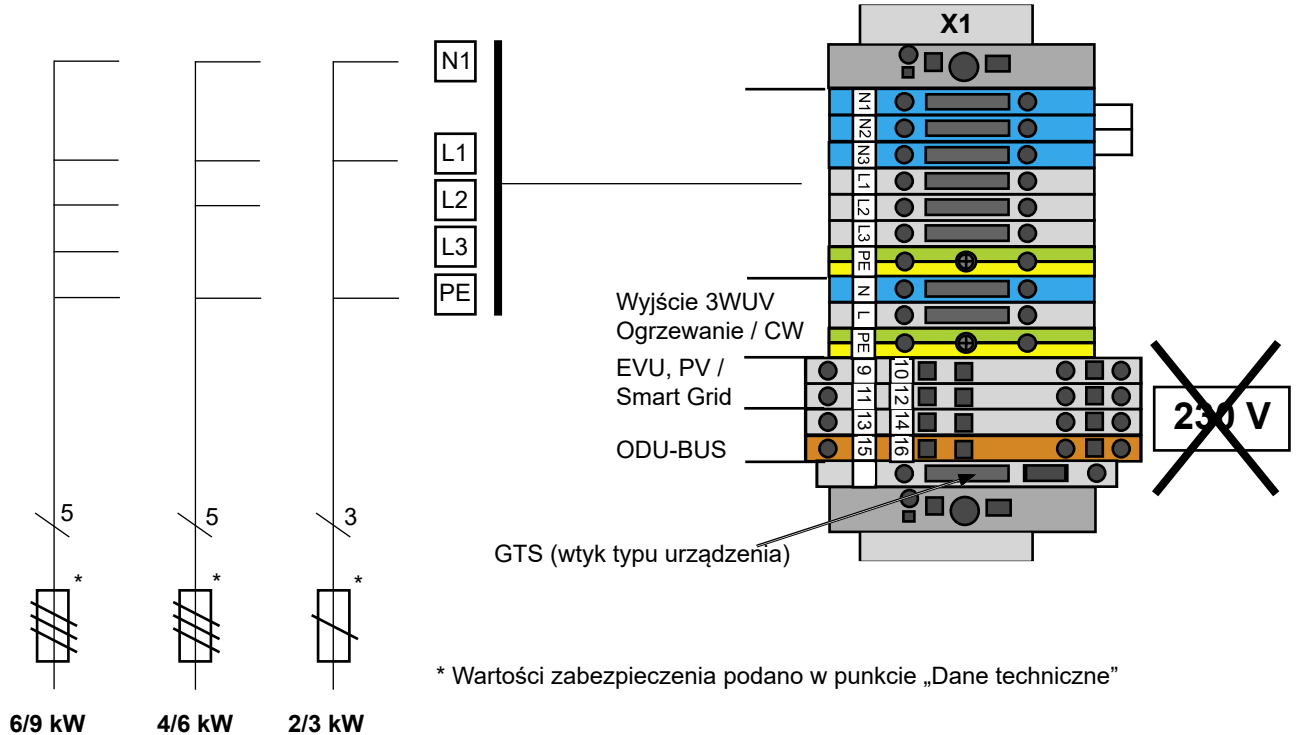 X1
N1
L1
L2
L3
PE
N1
N2
N3
L1
L2
L3
PE
N
L
PE
9 10
11 12
13 14
15 16
Wyjście 3WUV
Ogrzewanie / CW
EVU, PV /
Smart Grid
ODU-BUS
230 V
GTS (wtyk typu urządzenia)
5
5
3
*
*
*
* Wartości zabezpieczenia podano w punkcie „Dane techniczne”
6/9 kW
4/6 kW
2/3 kW